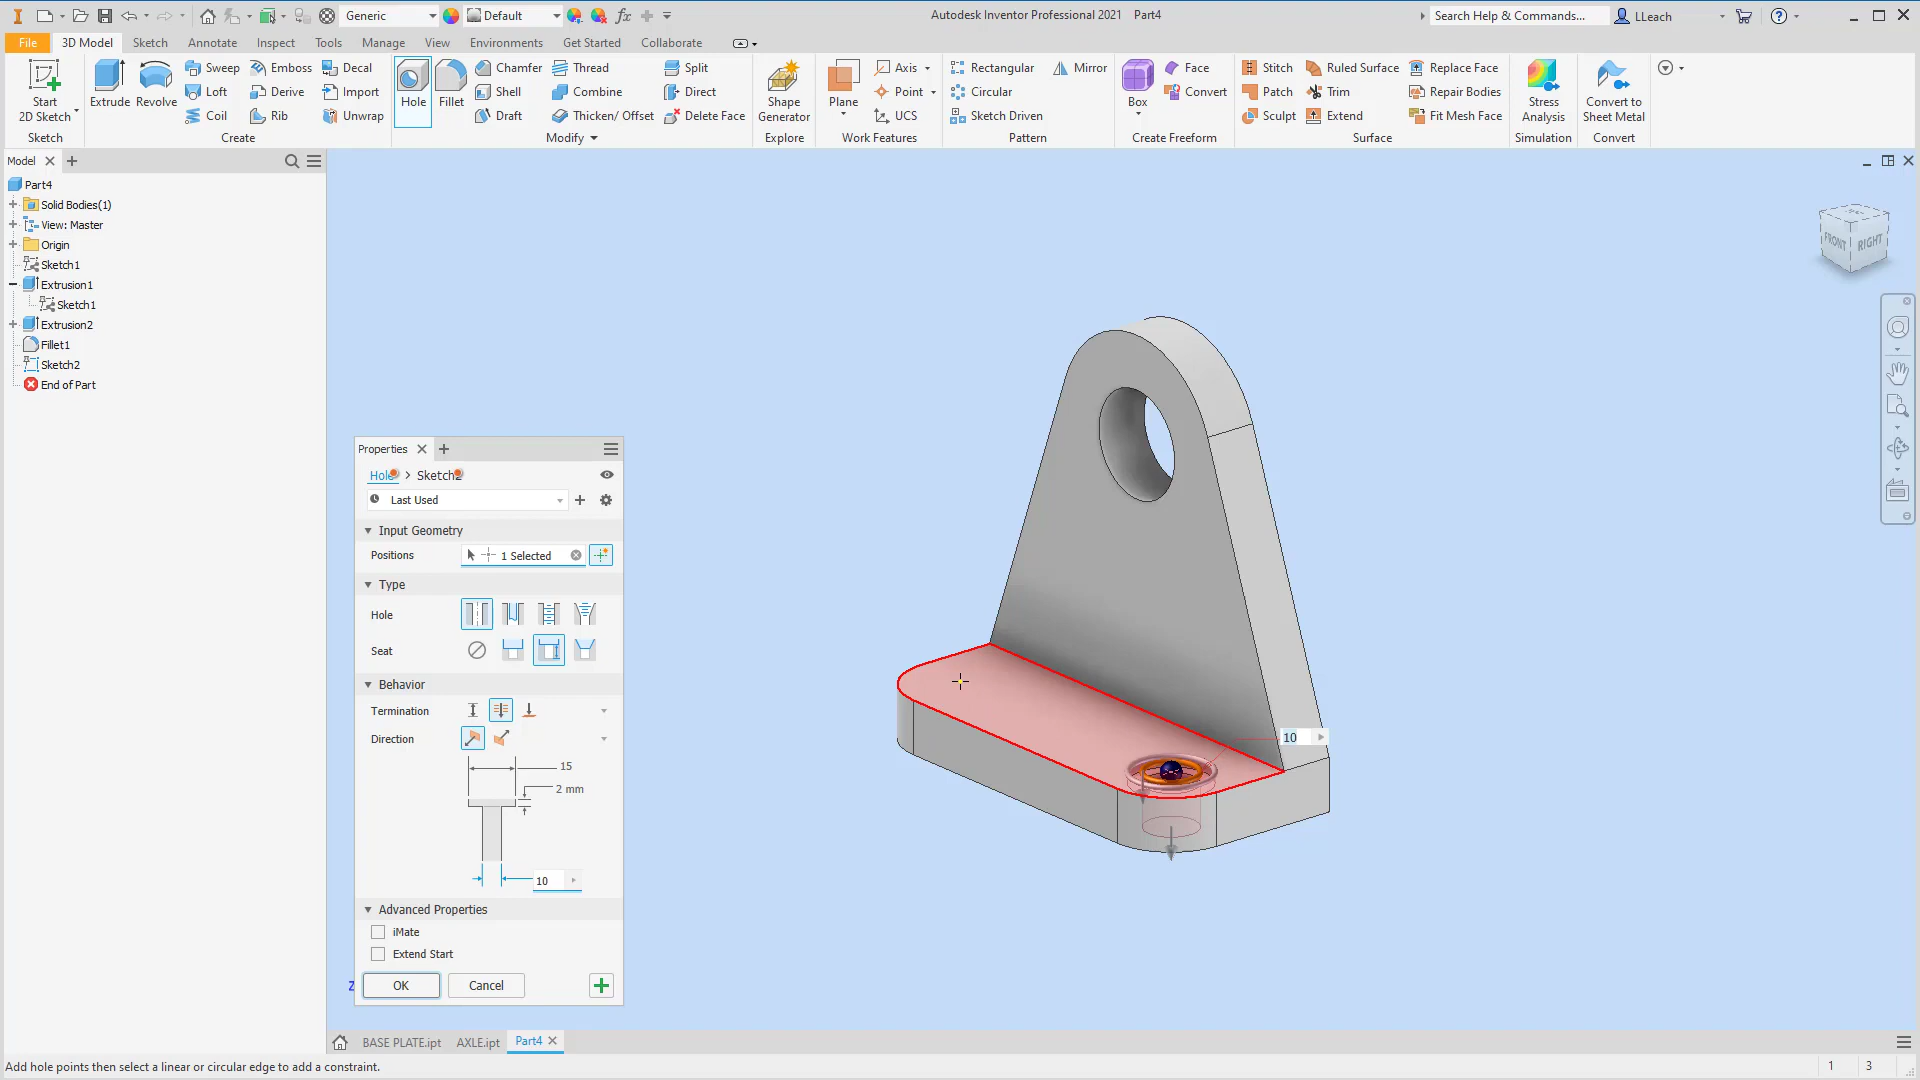 Generic
Default
Autodesk Inventor Professional 2021 Part4
Search Help & Commands...
LLeach
File
3D Model
Sketch
Annotate
Inspect
Tools
Manage
View
Environments
Get Started
Collaborate
Start
2D Sketch
Sketch
Extrude
Revolve
Sweep
Loft
Coil
Emboss
Derive
Rib
Decal
Import
Unwrap
Create
Hole
Fillet
Chamfer
Shell
Draft
Thread
Combine
Thicken/ Offset
Split
Direct
Delete Face
Modify
Shape
Generator
Explore
Plane
Axis
Point
UCS
Work Features
Rectangular
Circular
Sketch Driven
Mirror
Pattern
Box
Face
Convert
Create Freeform
Stitch
Patch
Sculpt
Ruled Surface
Trim
Extend
Replace Face
Repair Bodies
Fit Mesh Face
Surface
Stress
Analysis
Simulation
Convert to
Sheet Metal
Convert
Model
Part4
Solid Bodies(1)
View: Master
Origin
Sketch1
Extrusion1
Sketch1
Extrusion2
Fillet1
Sketch2
End of Part
FRONT
RIGHT
Properties
Hole > Sketch2
Last Used
Input Geometry
Positions
1 Selected
Type
Hole
Seat
Behavior
Termination
Direction
15
2 mm
10
Advanced Properties
iMate
Extend Start
OK
Cancel
Z
10
BASE PLATE.ipt
AXLE.ipt
Part4
Add hole points then select a linear or circular edge to add a constraint.
1
3